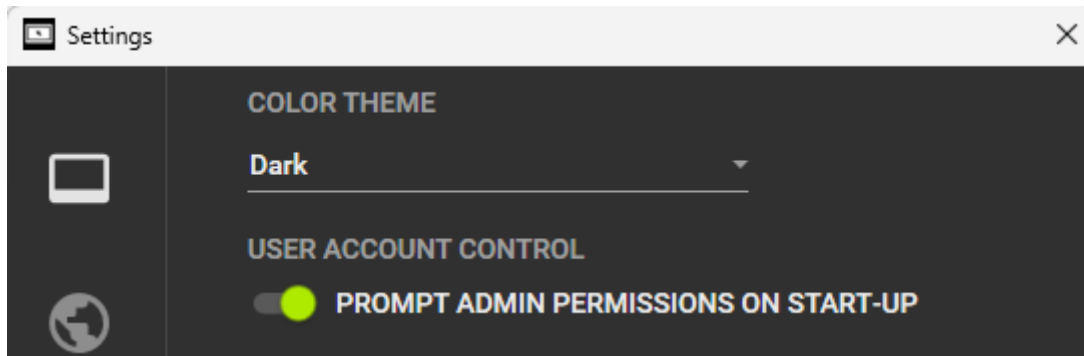 Settings
COLOR THEME
Dark
USER ACCOUNT CONTROL
PROMPT ADMIN PERMISSIONS ON START-UP